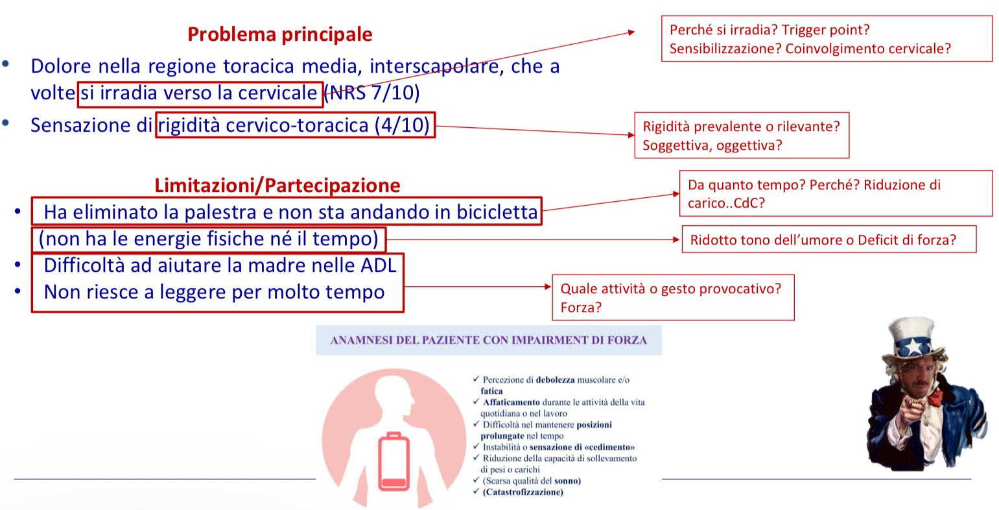 Problema principale
Perché si irradia? Trigger point?
Sensibilizzazione? Coinvolgimento cervicale?
• Dolore nella regione toracica media, interscapolare, che a
volte si irradia verso la cervicale (NRS 7/10)
• Sensazione di rigidità cervico-toracica (4/10)
Rigidità prevalente o rilevante?
Soggettiva, oggettiva?
Limitazioni/Partecipazione
• Ha eliminato la palestra e non sta andando in bicicletta
(non ha le energie fisiche né il tempo)
• Difficoltà ad aiutare la madre nelle ADL
• Non riesce a leggere per molto tempo
Da quanto tempo? Perché? Riduzione di
carico..CdC?
Ridotto tono dell'umore o Deficit di forza?
Quale attività o gesto provocativo?
Forza?
ANAMNESI DEL PAZIENTE CON IMPAIRMENT DI FORZA
✓ Percezione di debolezza muscolare e/o
fatica
✓ Affaticamento durante le attività della vita
quotidiana o nel lavoro
✓ Difficoltà nel mantenere posizioni
prolungate nel tempo
✓ Instabilità o sensazione di «cedimento»
✓ Riduzione della capacità di sollevamento
di pesi o carichi
✓ (Scarsa qualità del sonno)
✓ (Catastrofizzazione)